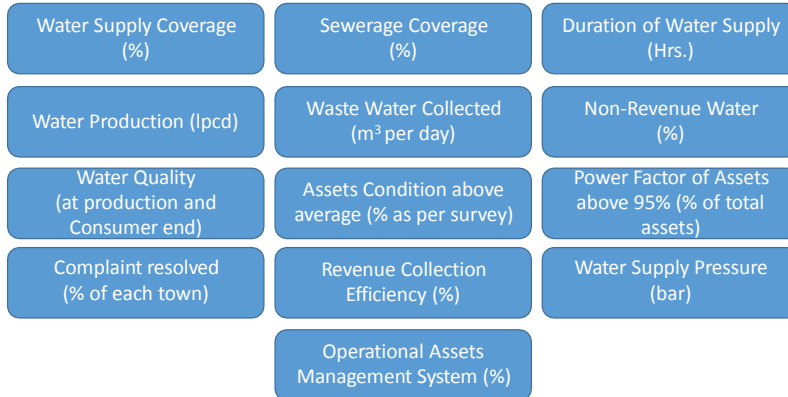 Water Supply Coverage
(%)
Sewerage Coverage
(%)
Duration of Water Supply
(Hrs.)
Water Production (lpcd)
Waste Water Collected
(m³ per day)
Non-Revenue Water
(%)
Water Quality
(at production and
Consumer end)
Assets Condition above
average (% as per survey)
Power Factor of Assets
above 95% (% of total
assets)
Complaint resolved
(% of each town)
Revenue Collection
Efficiency (%)
Water Supply Pressure
(bar)
Operational Assets
Management System (%)